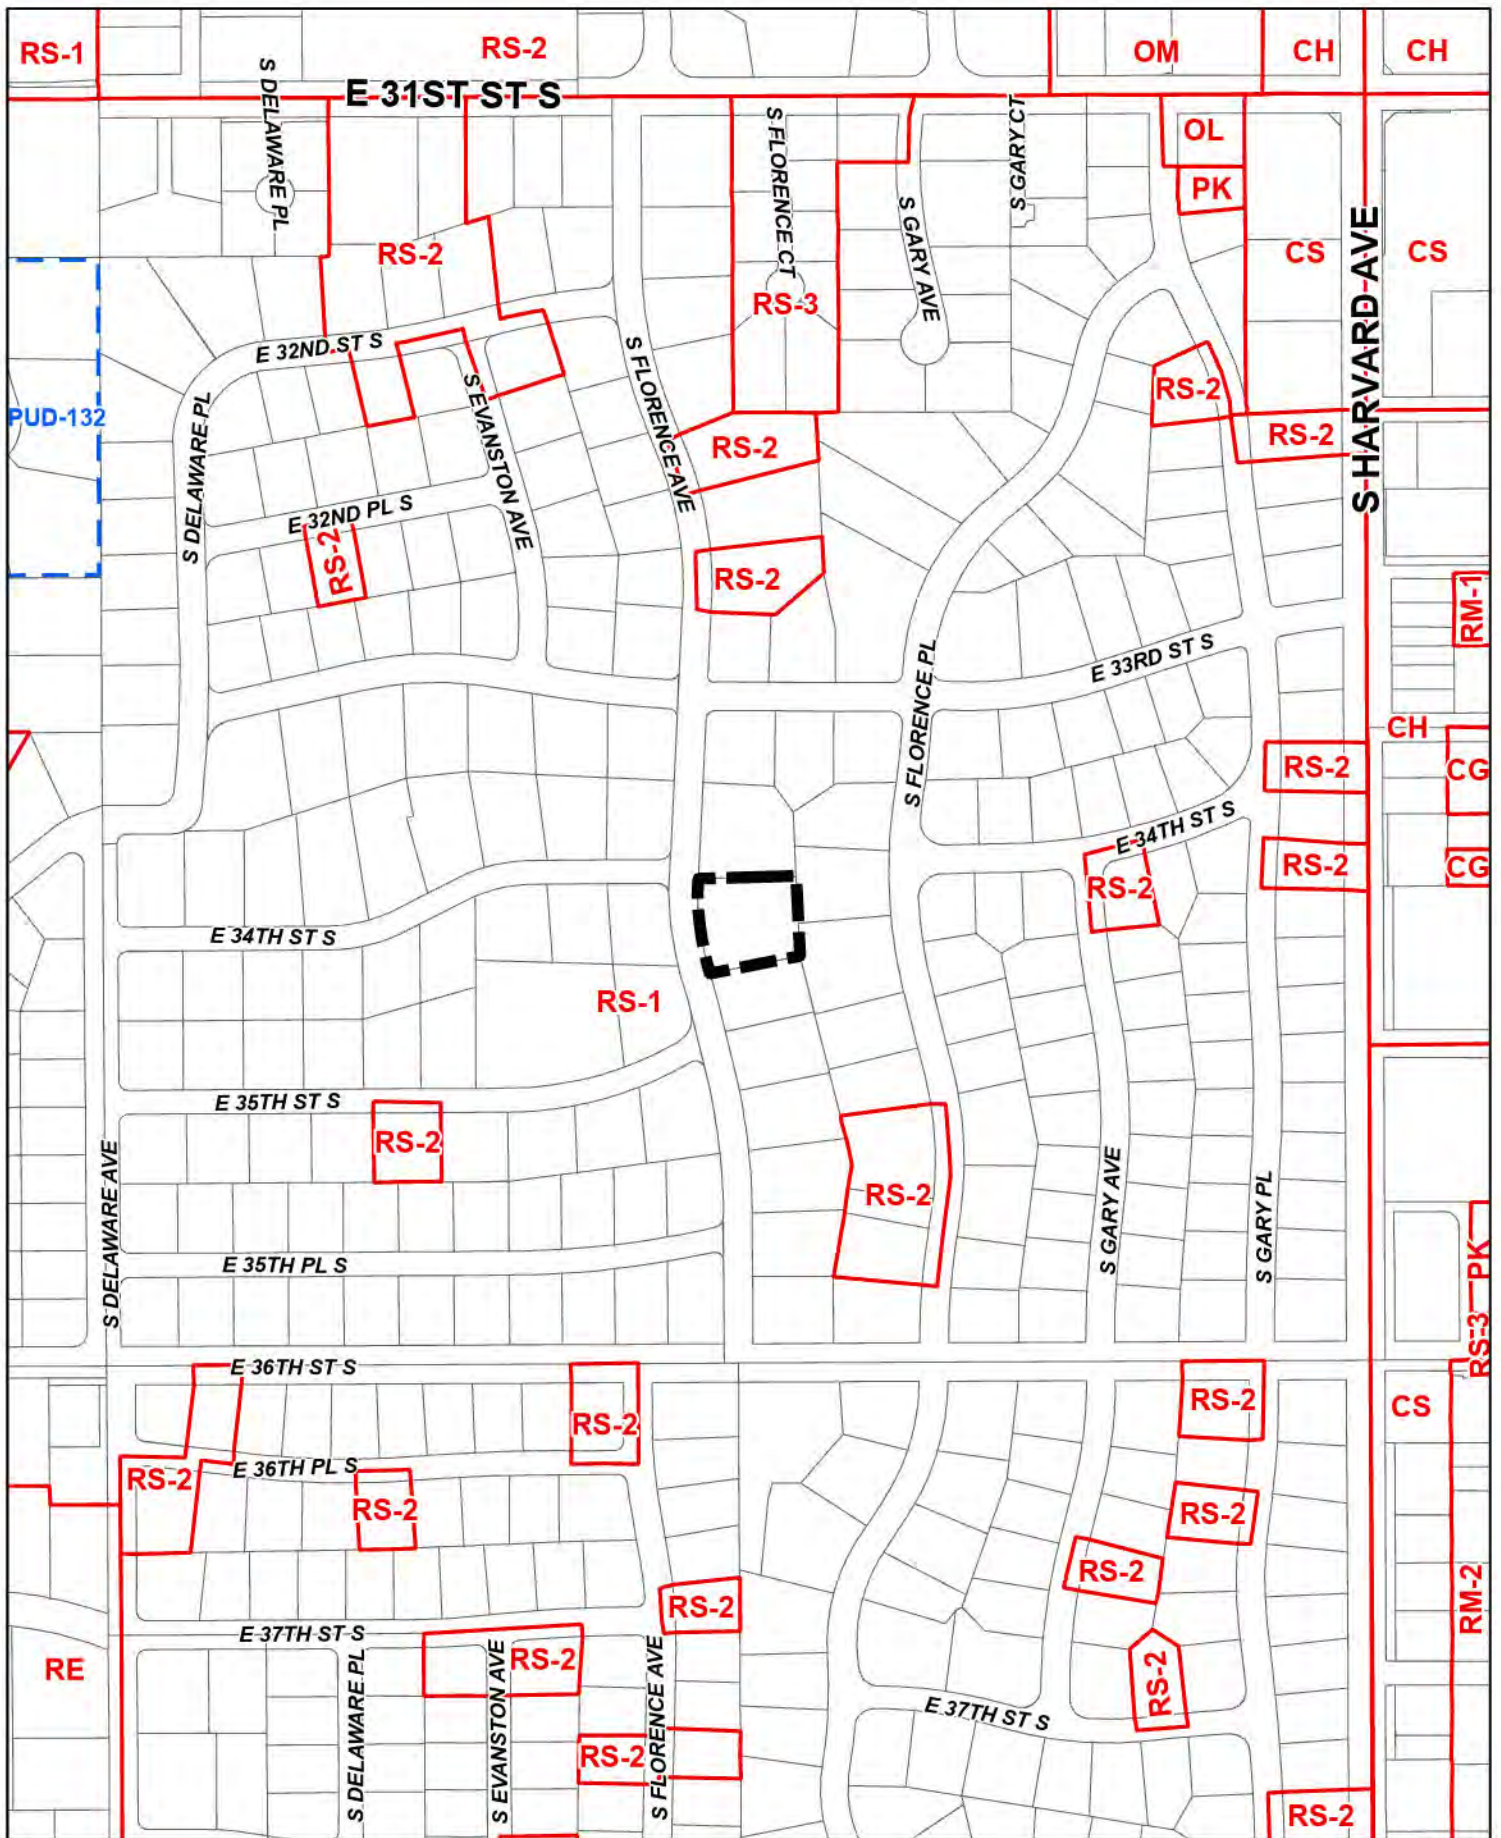 RS-1
RS-2
OM
CH
CH
E 31ST ST S
S DELAWARE PL
S FLORENCE CT
S GARY CT
OL
PK
S GARY AVE
RS-2
CS
CS
S HARVARD AVE
RS-3
E 32ND ST S
S FLORENCE AVE
RS-2
PUD-132
S DELAWARE PL
S EVANSTON AVE
RS-2
RS-2
E 32ND PL S
RS-2
RS-2
RM-1
E 33RD ST S
S FLORENCE PL
CH
RS-2
CG
E 34TH ST S
RS-2
CG
RS-2
E 34TH ST S
RS-1
E 35TH ST S
RS-2
S DELAWARE AVE
RS-2
S GARY AVE
S GARY PL
PK
E 35TH PL S
RS-3
E 36TH ST S
RS-2
RS-2
CS
E 36TH PL S
RS-2
RS-2
RS-2
RS-2
RS-2
RM-2
E 37TH ST S
RS-2
RS-2
RE
S DELAWARE PL
S EVANSTON AVE
S FLORENCE AVE
E 37TH ST S
RS-2
RS-2